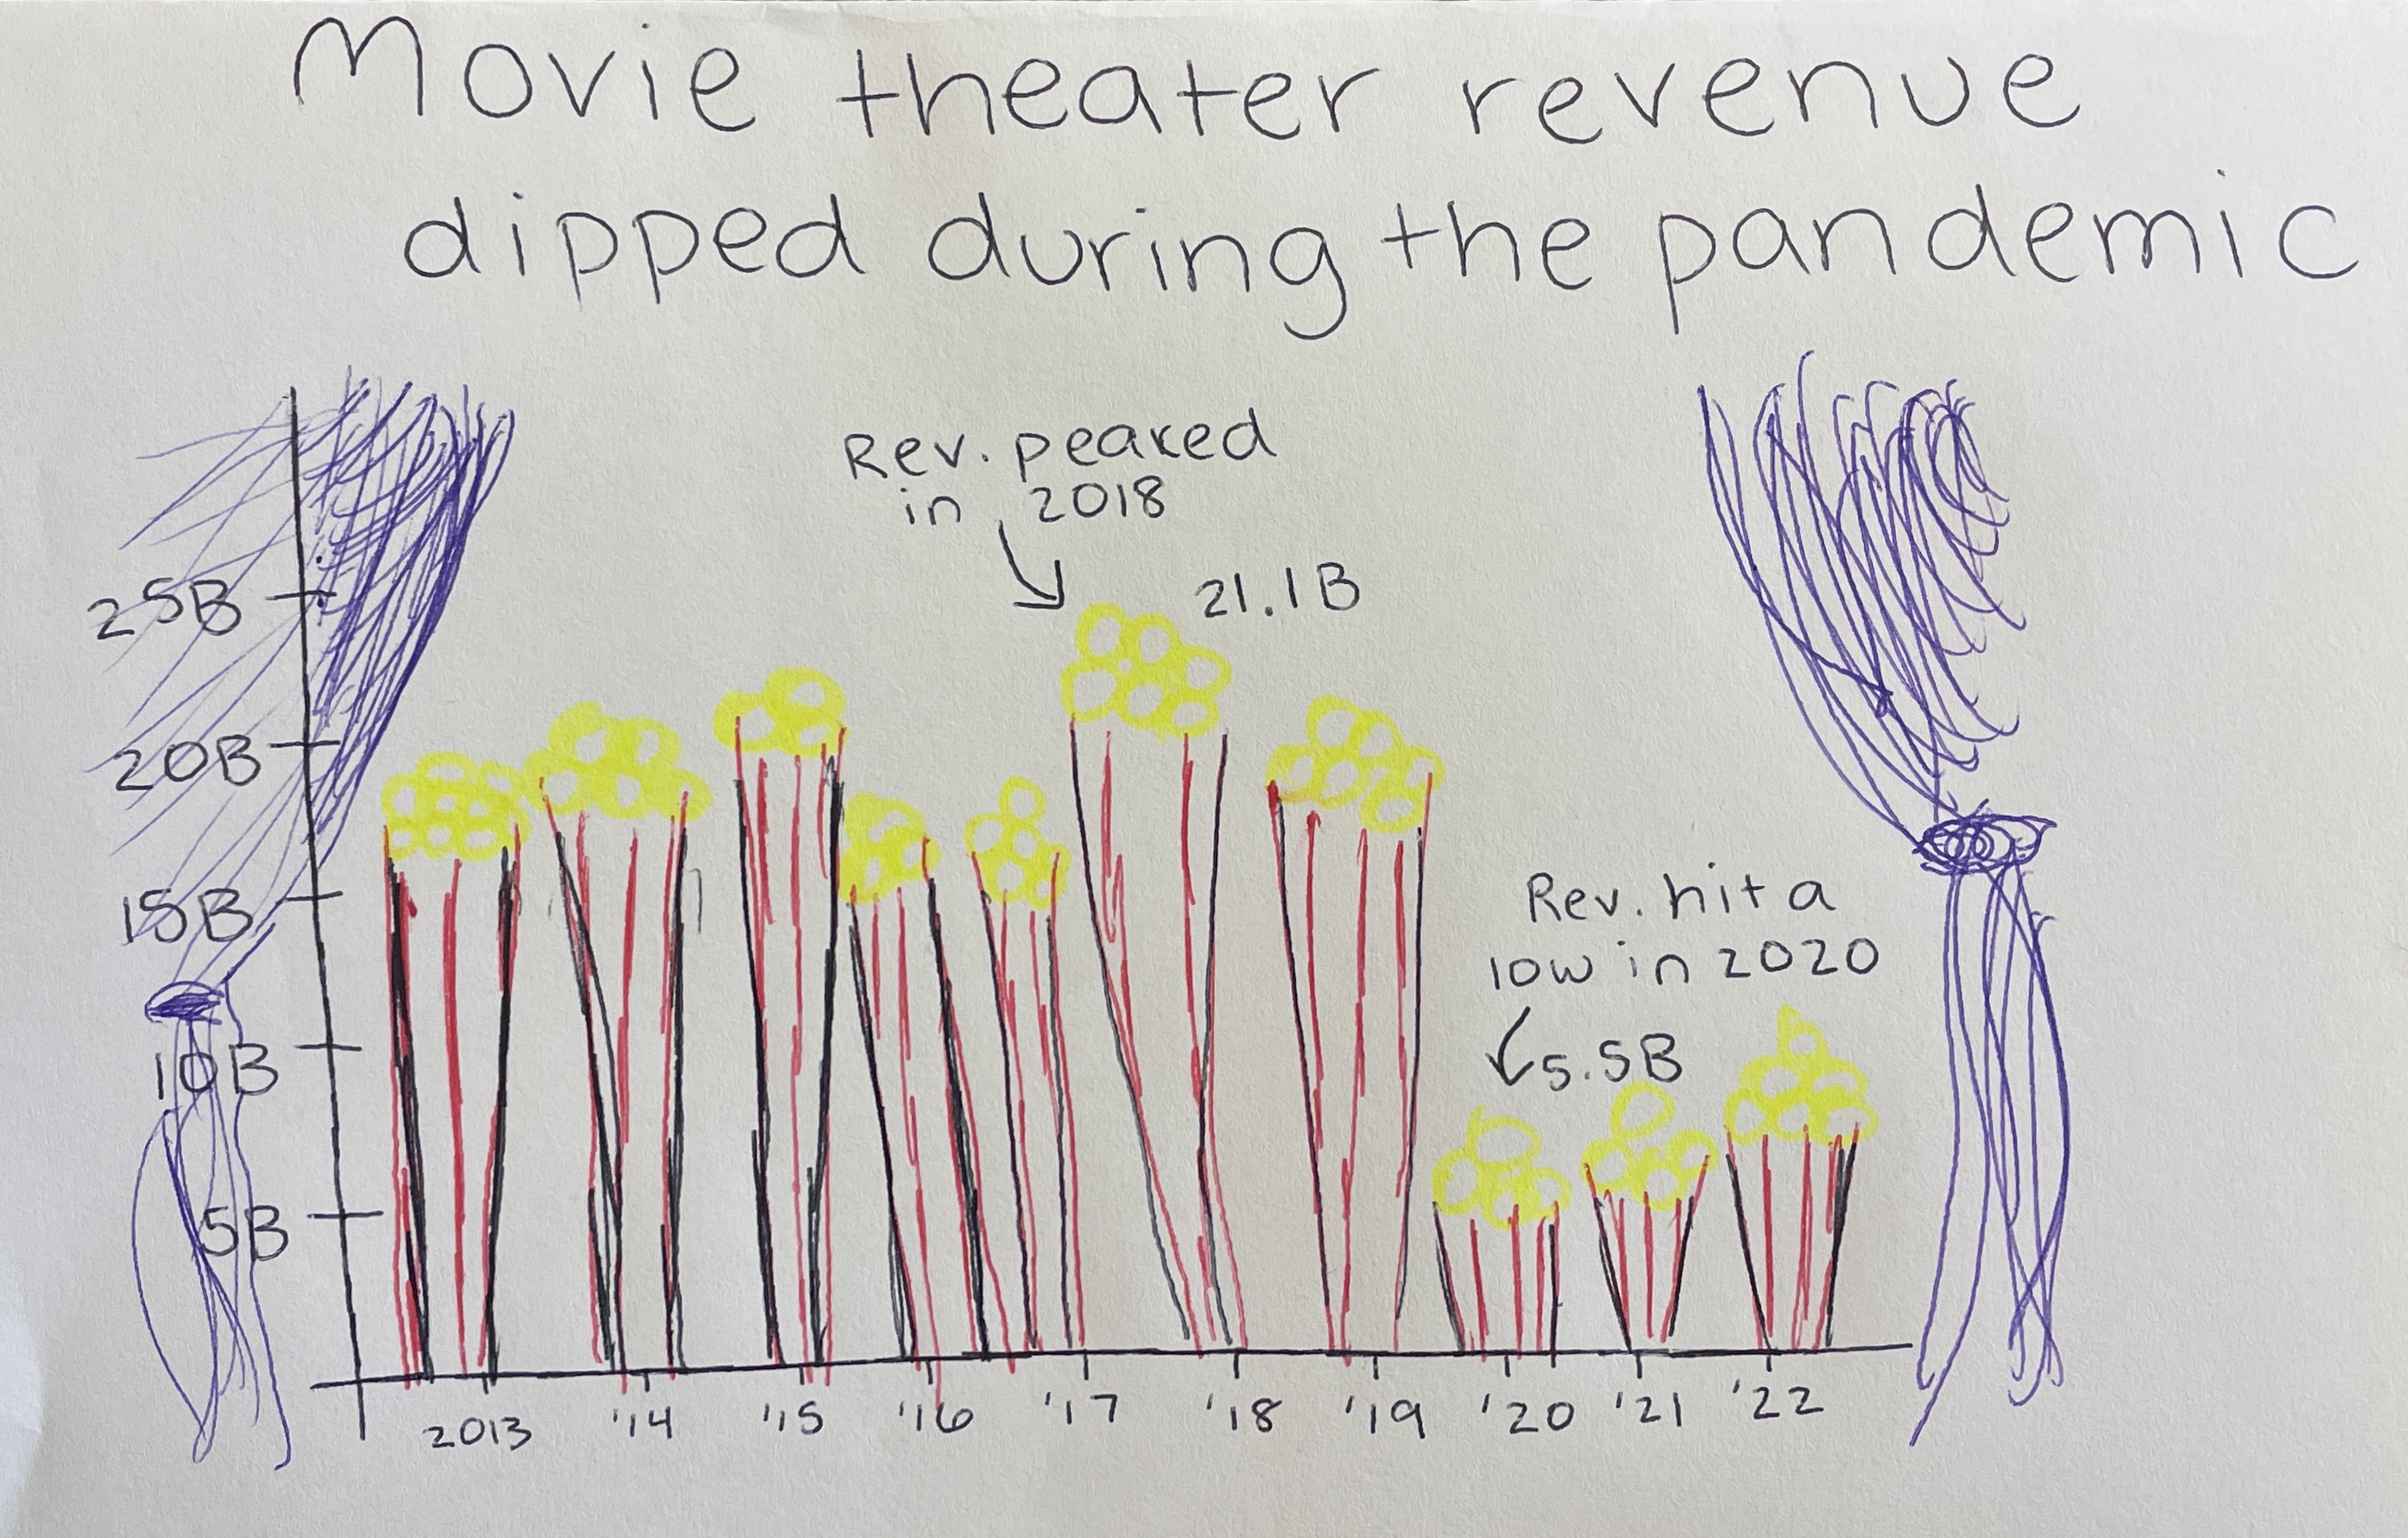 Movie theater revenue
dipped during the pandemic
Rev. peaked
in 2018
21.1B
25B
20B
15B
10B
5B
Rev. hit a
low in 2020
5.5B
2013 '14 '15 '16 '17 '18 '19 '20 '21 '22